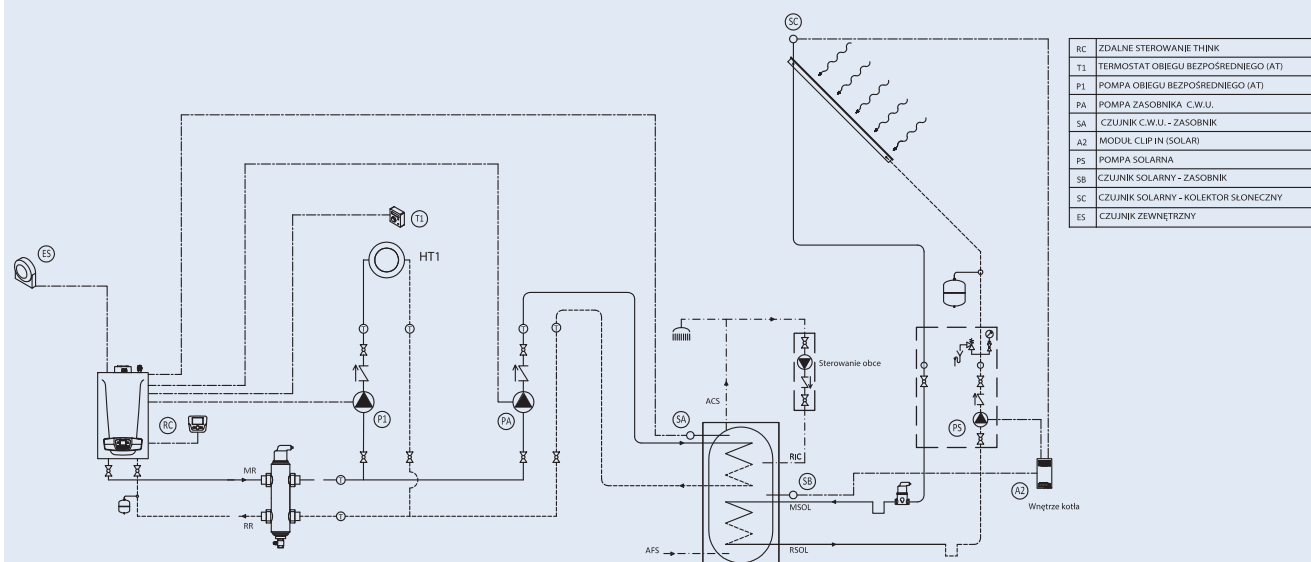 SC
RC ZDALNE STEROWANIE THINK
T1 TERMOSTAT OBIEGU BEZPOŚREDNIEGO (AT)
P1 POMPA OBIEGU BEZPOŚREDNIEGO (AT)
PA POMPA ZASOBNIKA C.W.U.
SA CZUJNIK C.W.U. - ZASOBNIK
A2 MODUŁ CLIP IN (SOLAR)
PS POMPA SOLARNA
SB CZUJNIK SOLARNY - ZASOBNIK
SC CZUJNIK SOLARNY - KOLEKTOR SŁONECZNY
ES CZUJNIK ZEWNĘTRZNY
T1
ES
HT1
T
T
T
T
Sterowanie obce
ACS
RC
P1
PA
SA
PS
RIC
MR
T
SB
MSOL
A2
Wnętrze kotła
RR
T
AFS
RSOL